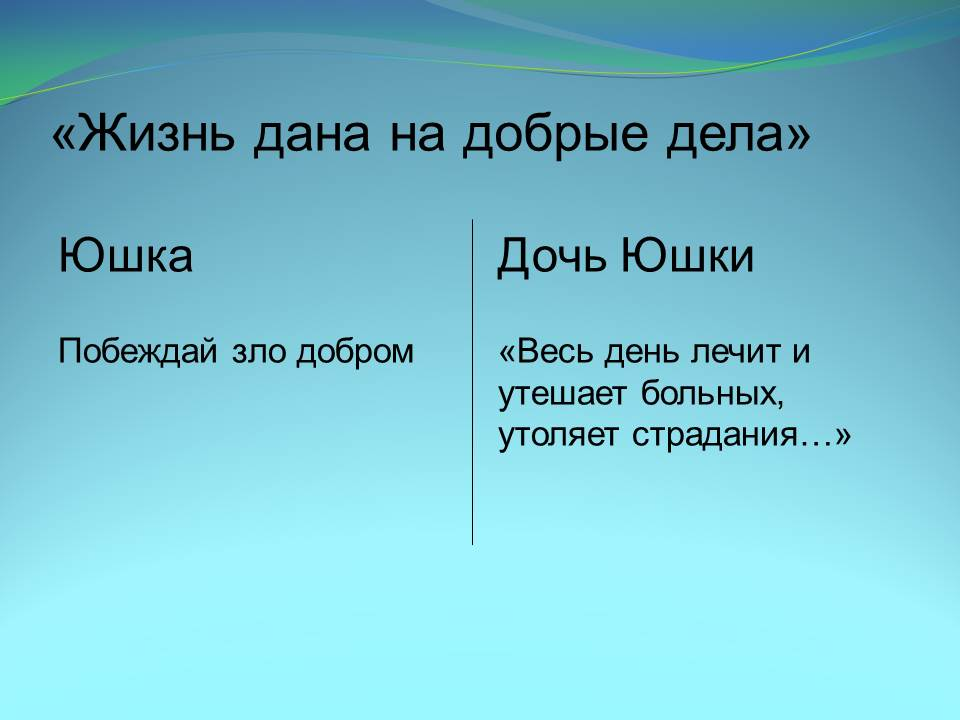 «Жизнь дана на добрые дела»
Юшка
Побеждай зло добром
Дочь Юшки
«Весь день лечит и
утешает больных,
утоляет страдания…»